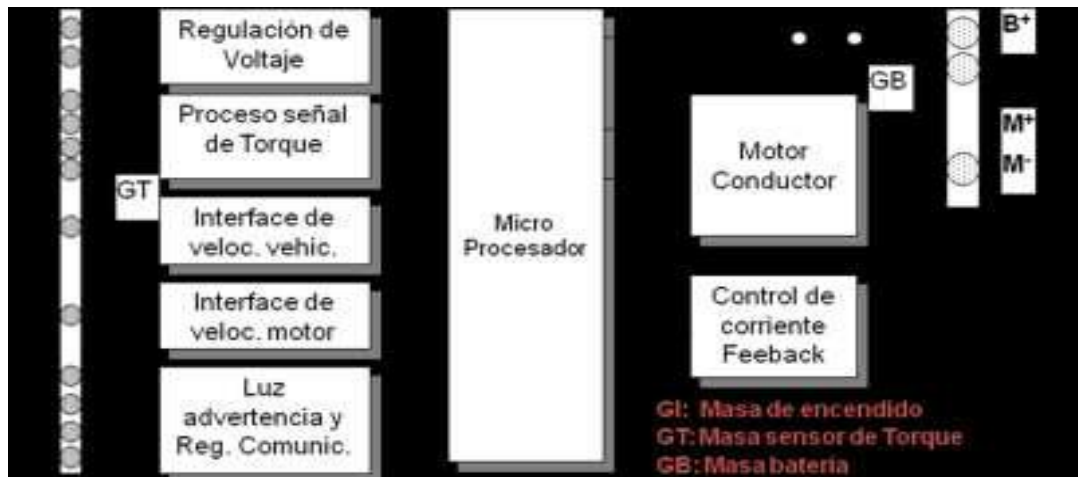 Regulación de
Voltaje
Proceso señal
de Torque
GT
Interface de
veloc. vehic.
Interface de
veloc. motor
Luz
advertencia y
Reg. Comunic.
Micro
Procesador
GB
Motor
Conductor
Control de
corriente
Feeback
B+
M+
M-
GI: Masa de encendido
GT: Masa sensor de Torque
GB: Masa batería